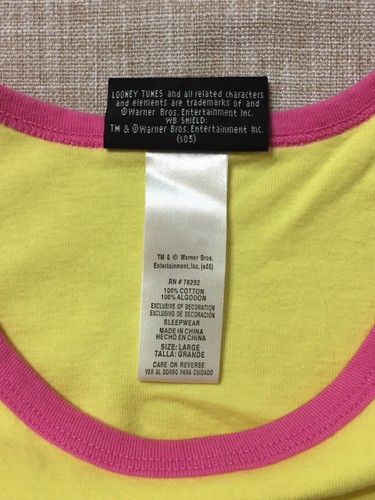 LOONEY TUNES and all related characters
and elements are trademarks of and
©Warner Bros. Entertainment Inc.
WB SHIELD:
TM & ©Warner Bros. Entertainment Inc.
(s05)
TM & © Warner Bros.
Entertainment, Inc. (s05)
RN # 76292
100% COTTON
100% ALGODON
EXCLUSIVE OF DECORATION
EXCLUSIVO DE DECORACIÓN
SLEEPWEAR
MADE IN CHINA
HECHO EN CHINA
SIZE: LARGE
TALLA: GRANDE
CARE ON REVERSE
VER AL DORSO PARA CUIDADO